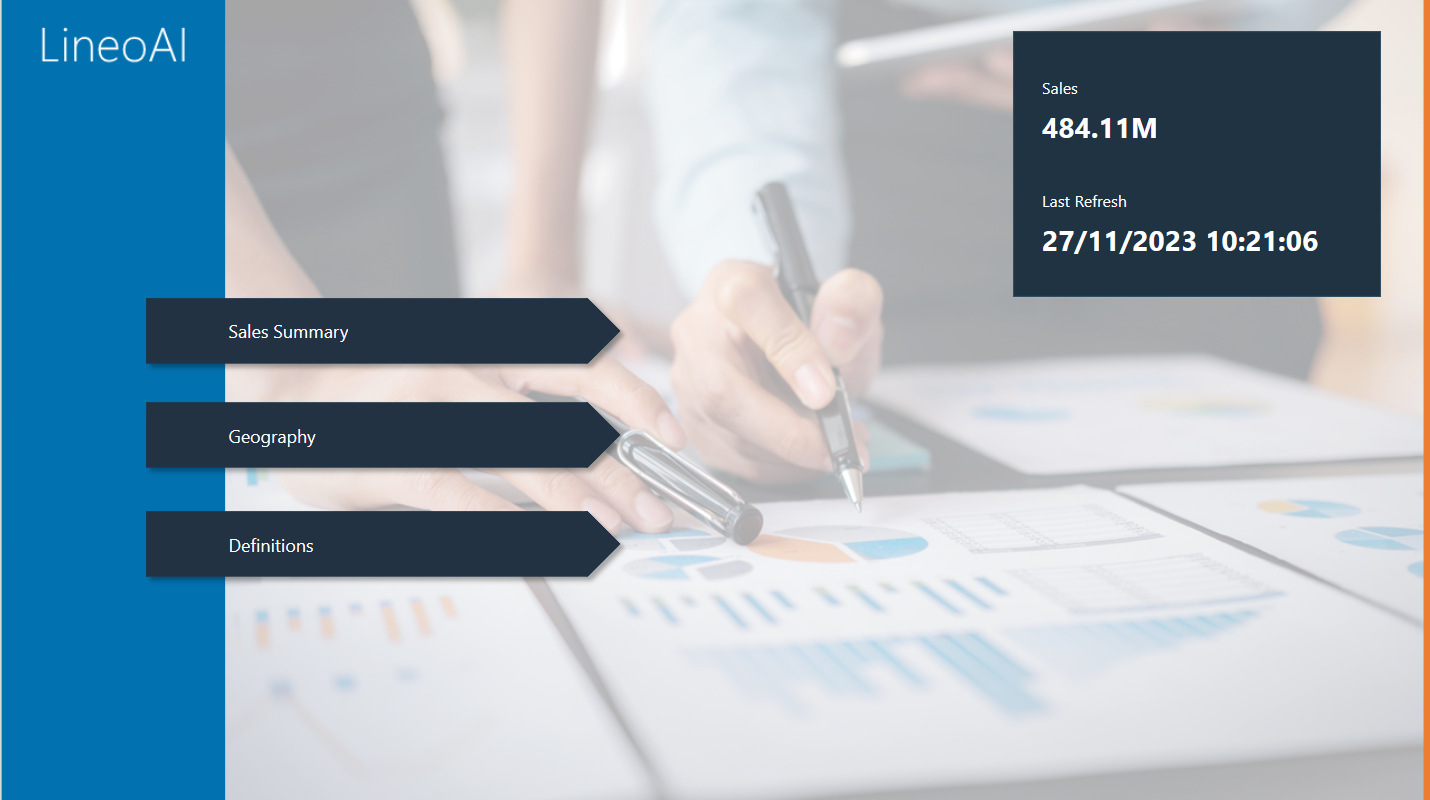 LineoAI
Sales
484.11M
Last Refresh
27/11/2023 10:21:06
Sales Summary
Geography
Definitions